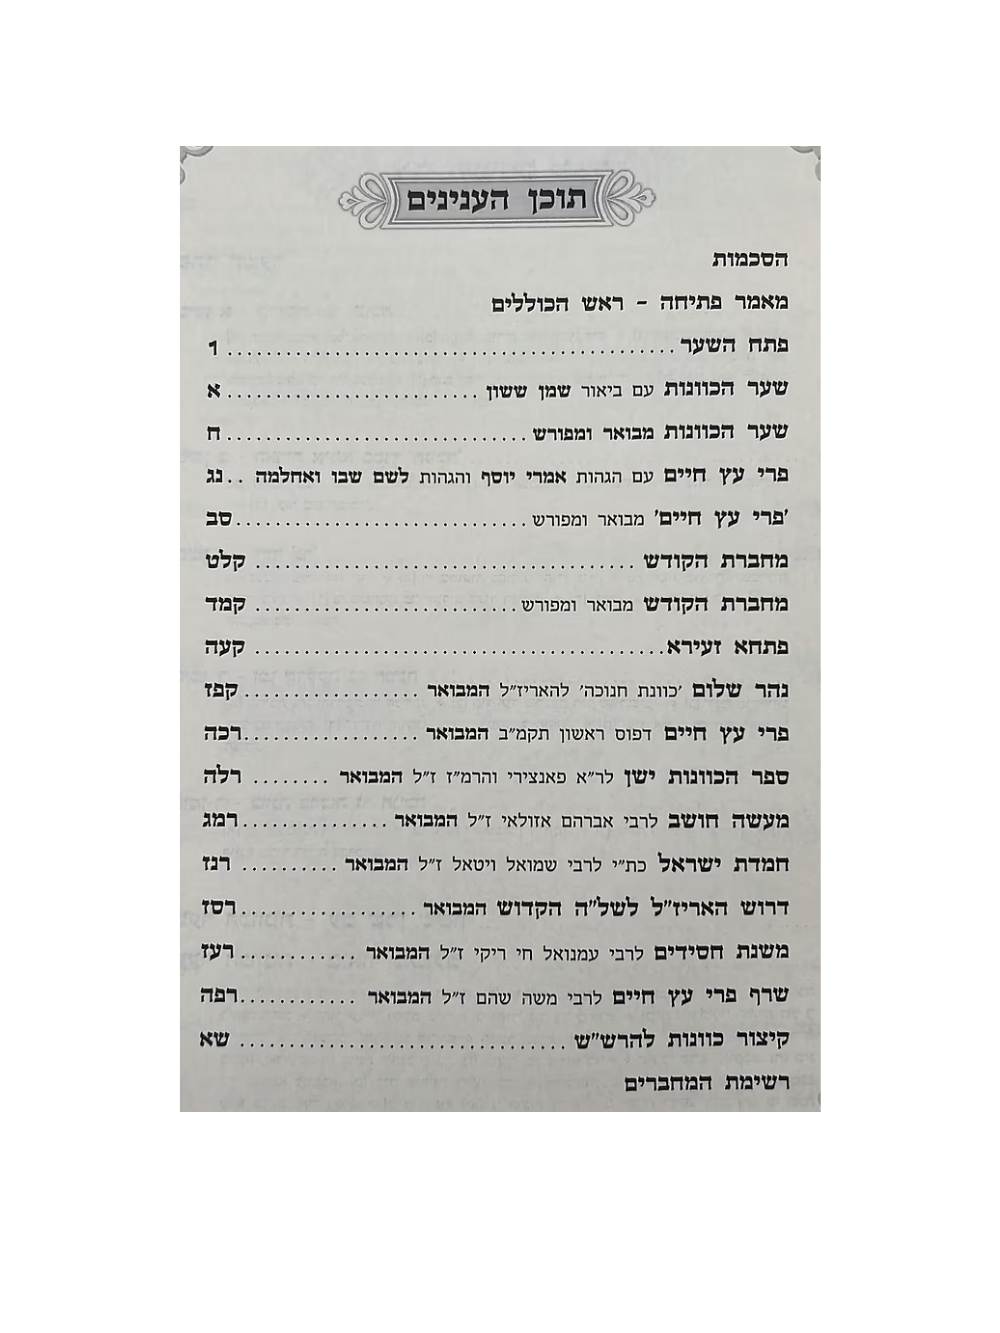 תוכן הענינים
הסכמות
מאמר פתיחה - ראש הכוללים
פתח השער ..... 1
שער הכוונות עם ביאור שמן ששון ..... א
שער הכוונות מבואר ומפורש ..... ח
פרי עץ חיים עם הגהות אמרי יוסף והגהות לשם שבו ואחלמה .. נג
'פרי עץ חיים' מבואר ומפורש ..... סב
מחברת הקודש ..... קלט
מחברת הקודש מבואר ומפורש ..... קמד
פתחא זעירא ..... קעה
נהר שלום 'כוונת חנוכה' להאריז"ל המבואר ..... קפז
פרי עץ חיים דפוס ראשון תקמ"ב המבואר ..... רכה
ספר הכוונות ישן לר"א פאנצירי והרמ"ז ז"ל המבואר ..... רלה
מעשה חושב לרבי אברהם אזולאי ז"ל המבואר ..... רמג
חמדת ישראל כת"י לרבי שמואל ויטאל ז"ל המבואר ..... רנז
דרוש האריז"ל לשל"ה הקדוש המבואר ..... רסז
משנת חסידים לרבי עמנואל חי ריקי ז"ל המבואר ..... רעז
שרף פרי עץ חיים לרבי משה שהם ז"ל המבואר ..... רפה
קיצור כוונות להרש"ש ..... שא
רשימת המחברים